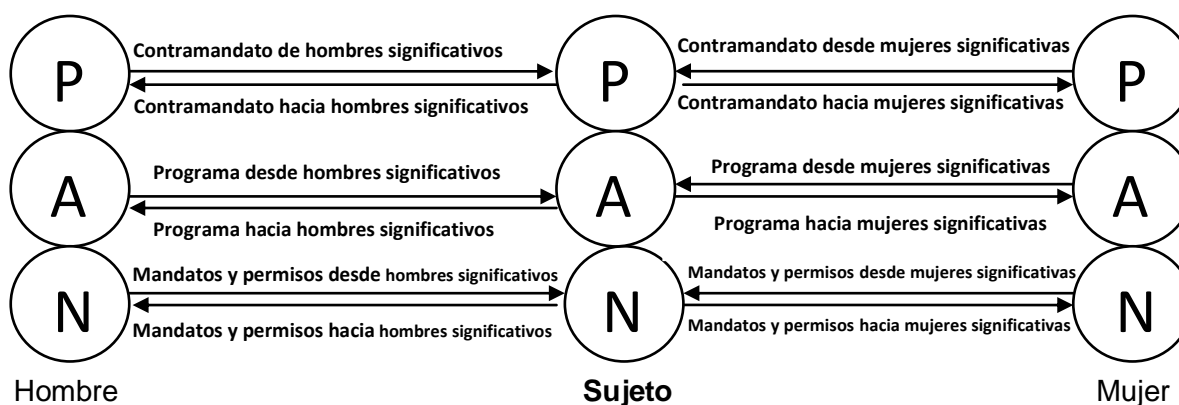 Contramandato de hombres significativos
Contramandato desde mujeres significativas
P
P
P
Contramandato hacia hombres significativos
Contramandato hacia mujeres significativas
Programa desde hombres significativos
Programa desde mujeres significativas
A
A
A
Programa hacia hombres significativos
Programa hacia mujeres significativas
Mandatos y permisos desde hombres significativos
Mandatos y permisos desde mujeres significativas
N
N
N
Mandatos y permisos hacia hombres significativos
Mandatos y permisos hacia mujeres significativas
Hombre
Sujeto
Mujer